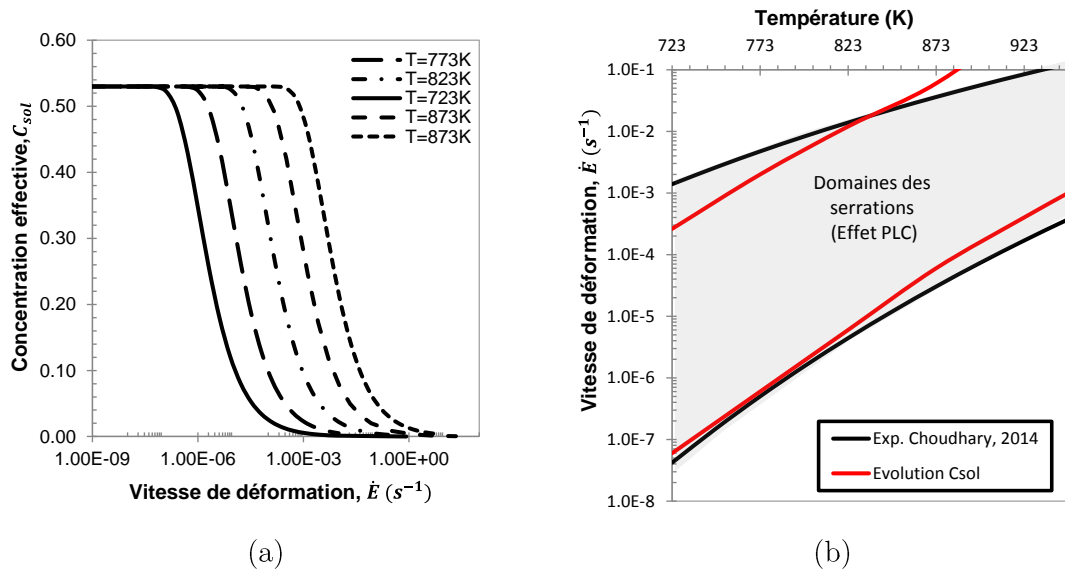 0.60
0.50
0.40
0.30
0.20
0.10
0.00
Concentration effective, C_sol
T=773K
T=823K
T=723K
T=873K
T=873K
1.00E-09
1.00E-06
1.00E-03
1.00E+00
Vitesse de déformation, Ė (s⁻¹)
(a)
Température (K)
723
773
823
873
923
1.0E-1
1.0E-2
1.0E-3
1.0E-4
1.0E-5
1.0E-6
1.0E-7
1.0E-8
Vitesse de déformation, Ė (s⁻¹)
Domaines des
serrations
(Effet PLC)
Exp. Choudhary, 2014
Evolution Csol
(b)